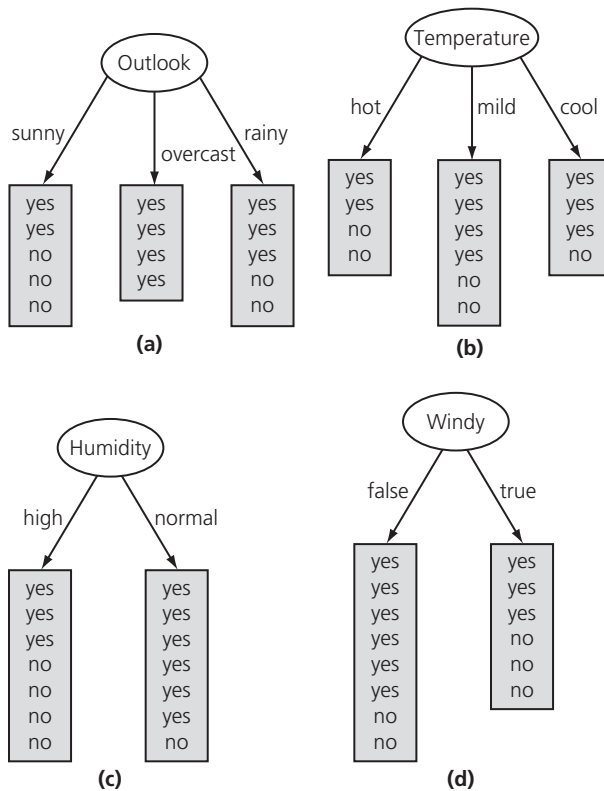 Outlook
sunny
overcast
rainy
yes
yes
no
no
no
yes
yes
yes
yes
yes
yes
yes
no
no
(a)
Temperature
hot
mild
cool
yes
yes
no
no
yes
yes
yes
yes
no
no
yes
yes
yes
no
(b)
Humidity
high
normal
yes
yes
yes
no
no
no
no
yes
yes
yes
yes
yes
yes
no
(c)
Windy
false
true
yes
yes
yes
yes
yes
yes
no
no
yes
yes
yes
no
no
no
(d)